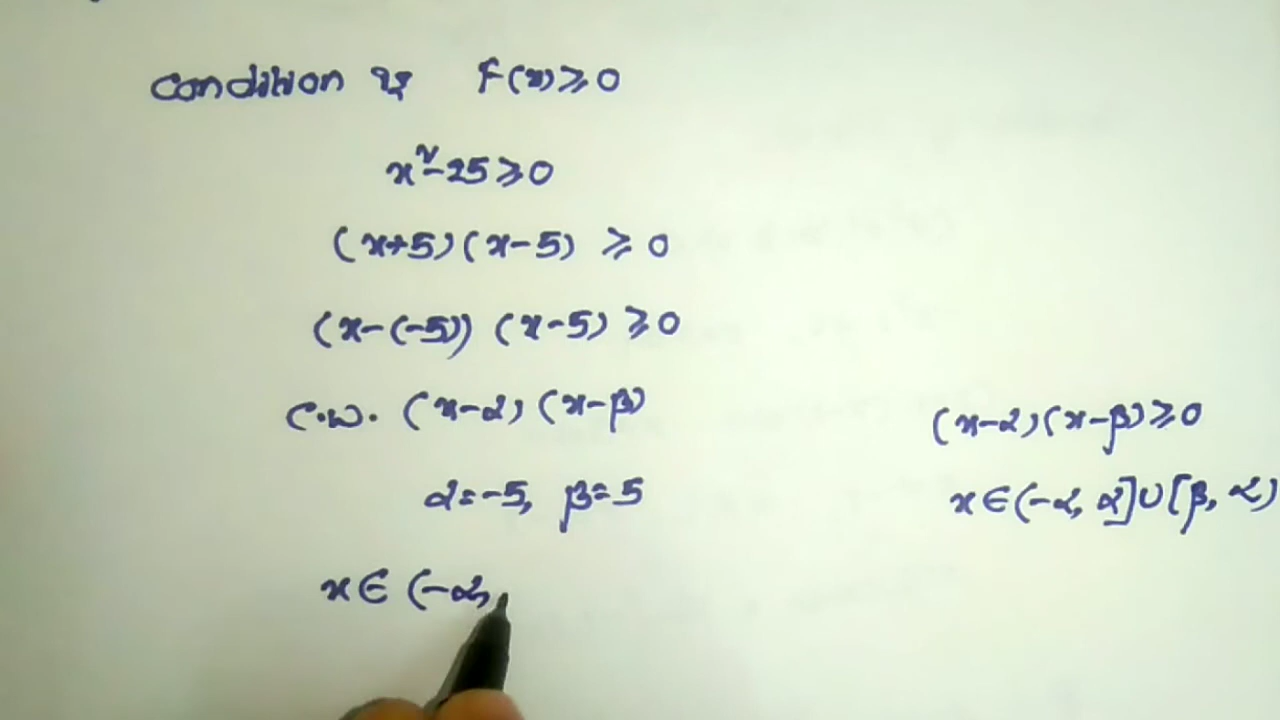 condition is F(x) ≥ 0
x²-25 ≥ 0
(x+5)(x-5) ≥ 0
(x-(-5)) (x-5) ≥ 0
C.W. (x-α) (x-β)
α=-5, β=5
x ∈ (-∞,
(x-α)(x-β) ≥ 0
x ∈ (-∞, α] ∪ [β, ∞)